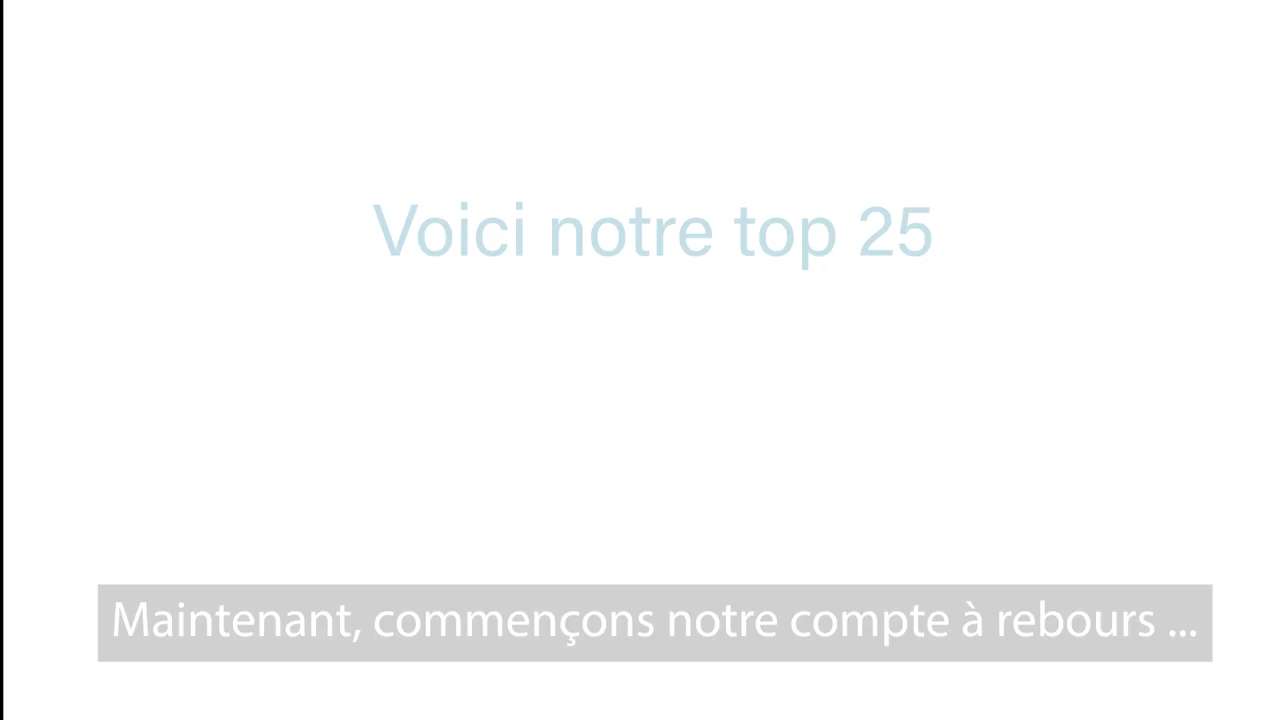 Voici notre top 25
Maintenant, commençons notre compte à rebours ...